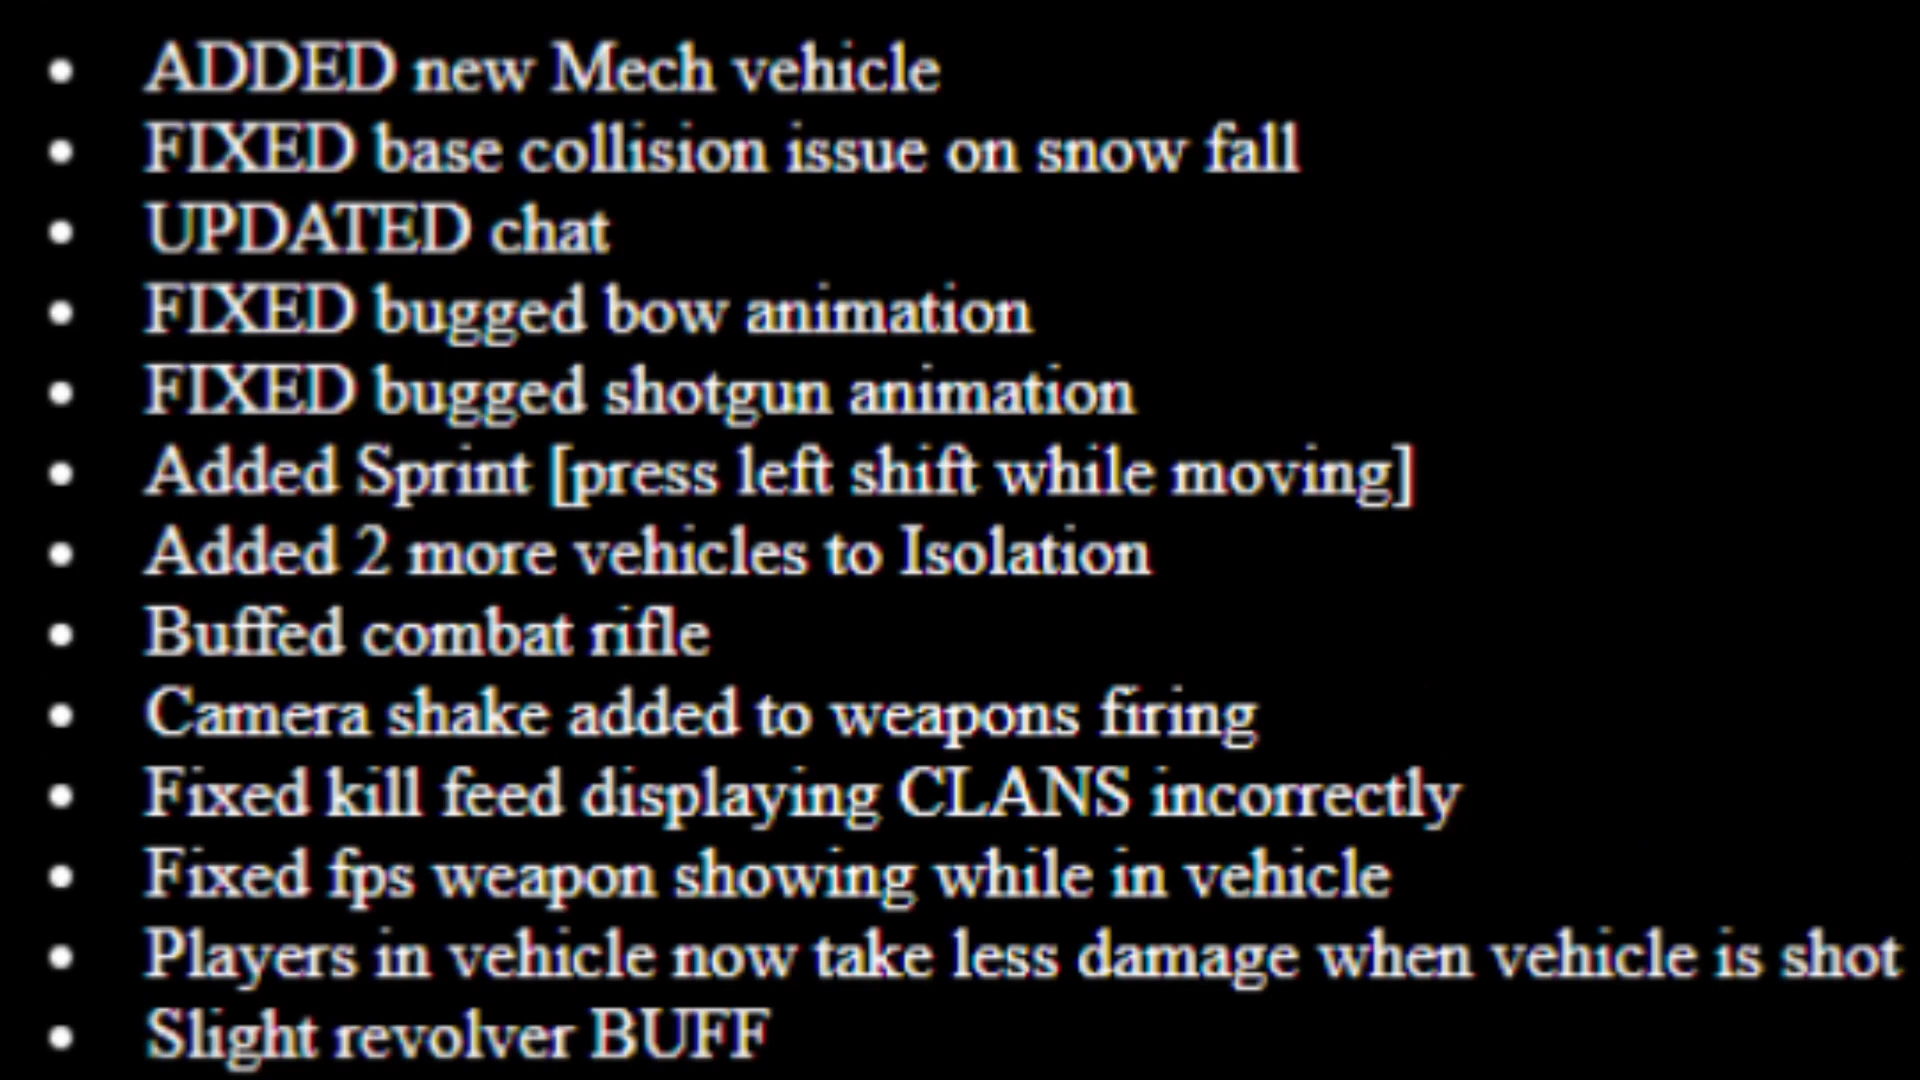 • ADDED new Mech vehicle
• FIXED base collision issue on snow fall
• UPDATED chat
• FIXED bugged bow animation
• FIXED bugged shotgun animation
• Added Sprint [press left shift while moving]
• Added 2 more vehicles to Isolation
• Buffed combat rifle
• Camera shake added to weapons firing
• Fixed kill feed displaying CLANS incorrectly
• Fixed fps weapon showing while in vehicle
• Players in vehicle now take less damage when vehicle is shot
• Slight revolver BUFF